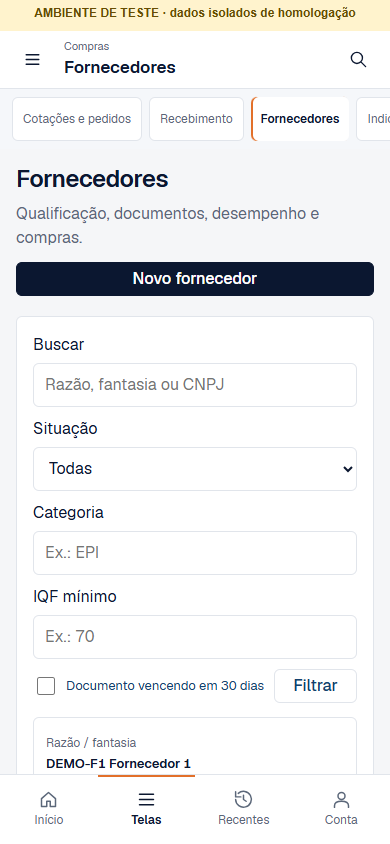 AMBIENTE DE TESTE · dados isolados de homologação
Compras
Fornecedores
Cotações e pedidos
Recebimento
Fornecedores
Fornecedores
Qualificação, documentos, desempenho e
compras.
Novo fornecedor
Buscar
Razão, fantasia ou CNPJ
Situação
Todas
Categoria
Ex.: EPI
IQF mínimo
Ex.: 70
Documento vencendo em 30 dias
Filtrar
Razão / fantasia
DEMO-F1 Fornecedor 1
Início
Telas
Recentes
Conta